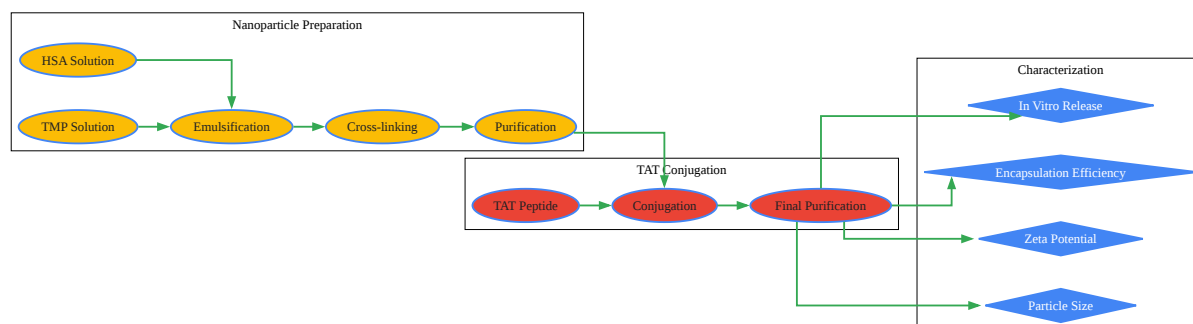 Nanoparticle Preparation
HSA Solution
TMP Solution
Emulsification
Cross-linking
Purification
TAT Conjugation
TAT Peptide
Conjugation
Final Purification
Characterization
In Vitro Release
Encapsulation Efficiency
Zeta Potential
Particle Size